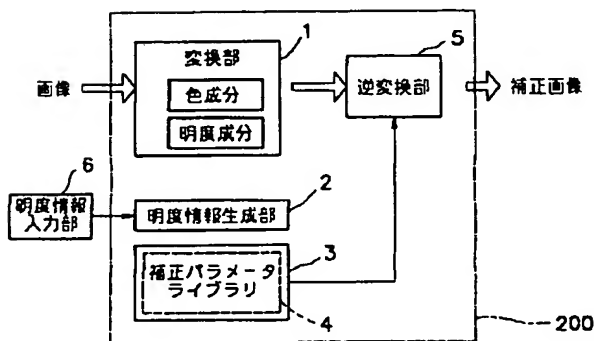 1
5
変換部
画像
色成分
明度成分
逆変換部
補正画像
6
明度情報
入力部
2
明度情報生成部
3
補正パラメータ
ライブラリ
4
200